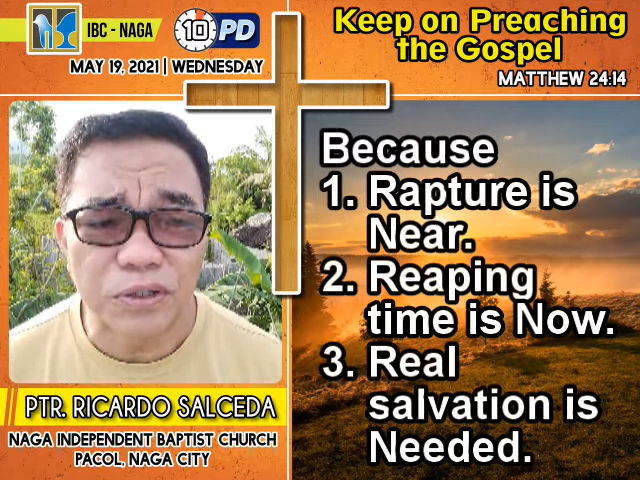 IBC - NAGA
10 PD
MAY 19, 2021 | WEDNESDAY
Keep on Preaching
the Gospel
MATTHEW 24:14
Because
1. Rapture is
Near.
2. Reaping
time is Now.
3. Real
salvation is
Needed.
PTR. RICARDO SALCEDA
NAGA INDEPENDENT BAPTIST CHURCH
PACOL, NAGA CITY